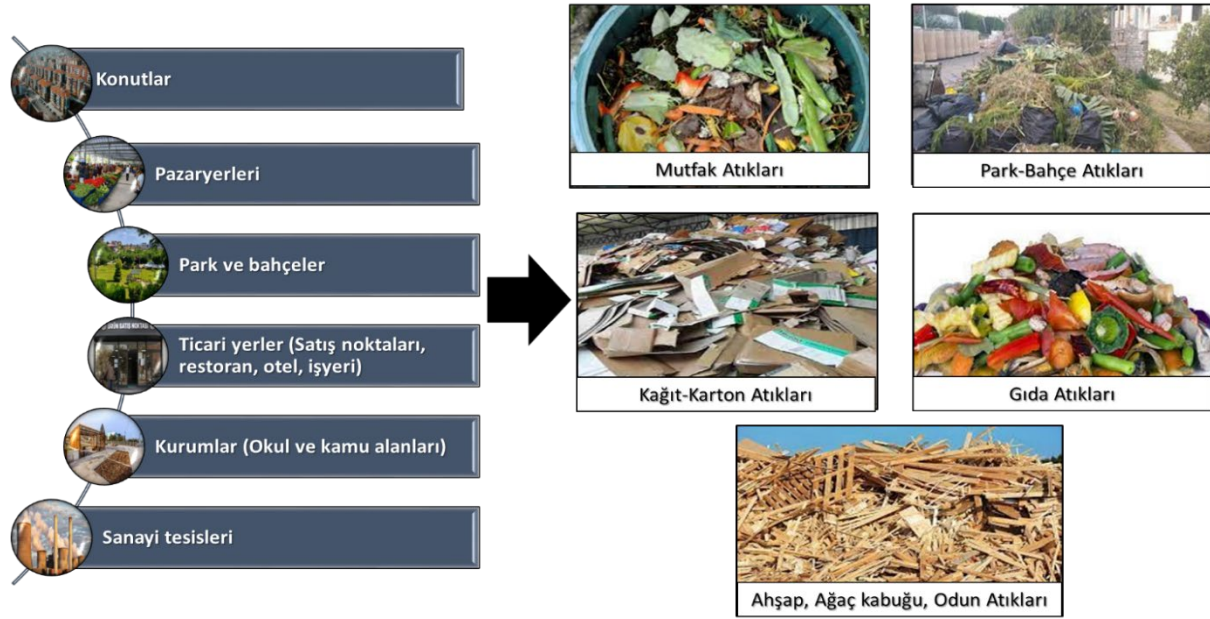 Konutlar
Pazaryerleri
Park ve bahçeler
Ticari yerler (Satış noktaları,
restoran, otel, işyeri)
Kurumlar (Okul ve kamu alanları)
Sanayi tesisleri
Mutfak Atıkları
Park-Bahçe Atıkları
Kağıt-Karton Atıkları
Gıda Atıkları
Ahşap, Ağaç kabuğu, Odun Atıkları